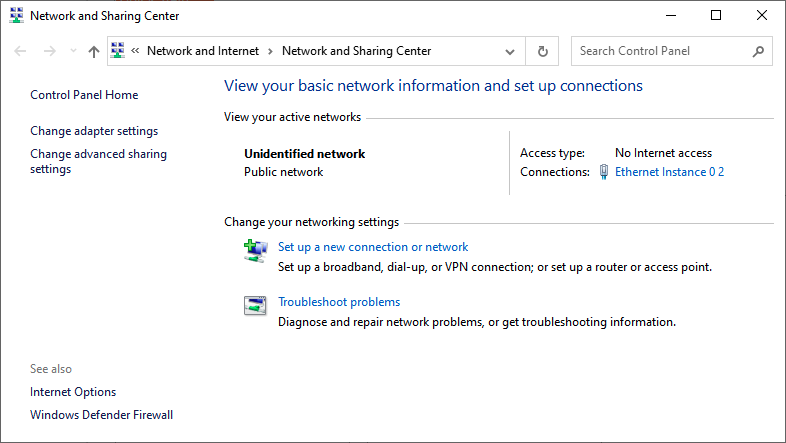 Network and Sharing Center
« Network and Internet > Network and Sharing Center
Search Control Panel
Control Panel Home
Change adapter settings
Change advanced sharing
settings
See also
Internet Options
Windows Defender Firewall
View your basic network information and set up connections
View your active networks
Unidentified network
Public network
Access type: No Internet access
Connections: Ethernet Instance 0 2
Change your networking settings
Set up a new connection or network
Set up a broadband, dial-up, or VPN connection; or set up a router or access point.
Troubleshoot problems
Diagnose and repair network problems, or get troubleshooting information.